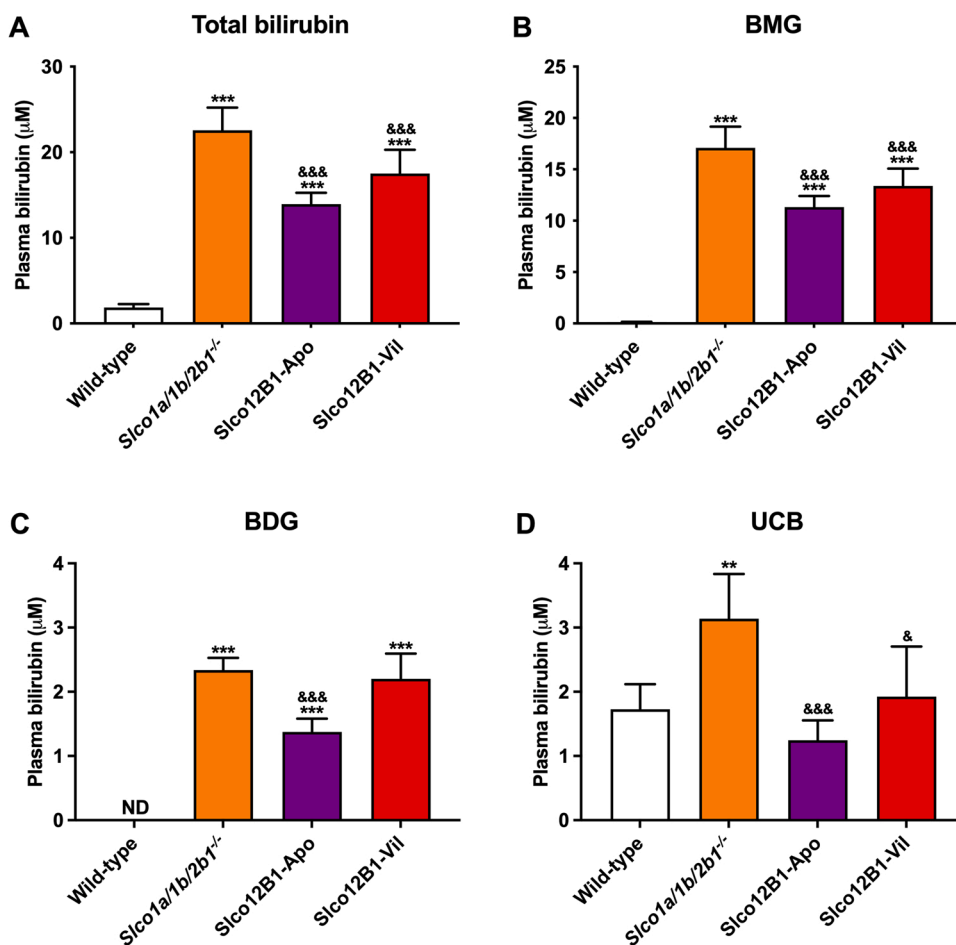 A
Total bilirubin
Plasma bilirubin (μM)
30
20
10
0
***
&&&
***
&&&
***
Wild-type
Slco1a/1b/2b1-/-
Slco12B1-Apo
Slco12B1-Vil
B
BMG
Plasma bilirubin (μM)
25
20
15
10
5
0
***
&&&
***
&&&
***
Wild-type
Slco1a/1b/2b1-/-
Slco12B1-Apo
Slco12B1-Vil
C
BDG
Plasma bilirubin (μM)
4
3
2
1
0
ND
***
&&&
***
***
Wild-type
Slco1a/1b/2b1-/-
Slco12B1-Apo
Slco12B1-Vil
D
UCB
Plasma bilirubin (μM)
4
3
2
1
0
**
&&&
&
Wild-type
Slco1a/1b/2b1-/-
Slco12B1-Apo
Slco12B1-Vil